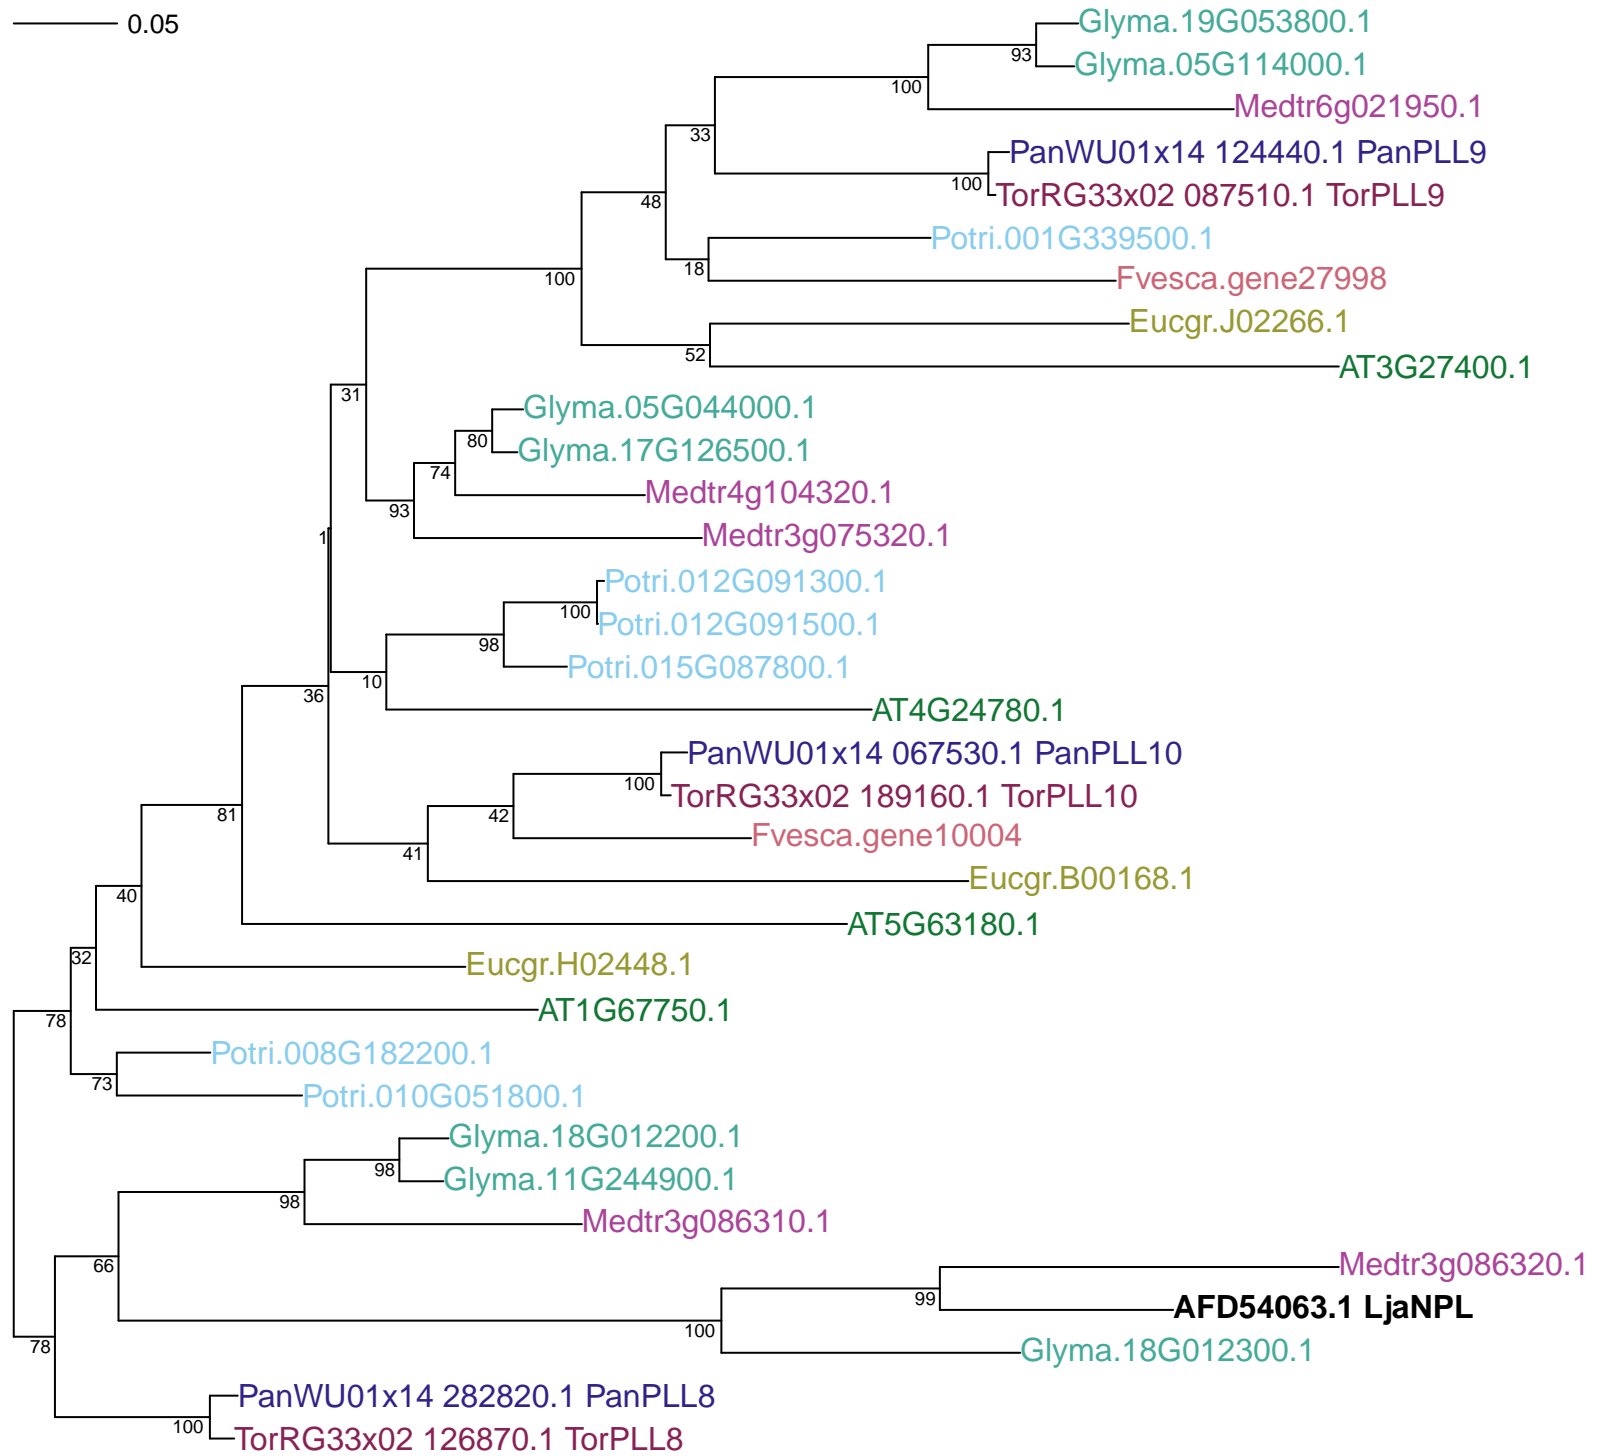 0.05
Glyma.19G053800.1
93
Glyma.05G114000.1
100
Medtr6g021950.1
33
PanWU01x14 124440.1 PanPLL9
100
TorRG33x02 087510.1 TorPLL9
48
Potri.001G339500.1
18
Fvesca.gene27998
100
Eucgr.J02266.1
52
AT3G27400.1
31
Glyma.05G044000.1
80
Glyma.17G126500.1
74
Medtr4g104320.1
93
Medtr3g075320.1
1
Potri.012G091300.1
100
Potri.012G091500.1
98
Potri.015G087800.1
10
36
AT4G24780.1
PanWU01x14 067530.1 PanPLL10
100
TorRG33x02 189160.1 TorPLL10
42
Fvesca.gene10004
41
Eucgr.B00168.1
81
AT5G63180.1
40
Eucgr.H02448.1
32
AT1G67750.1
78
Potri.008G182200.1
73
Potri.010G051800.1
Glyma.18G012200.1
98
Glyma.11G244900.1
98
Medtr3g086310.1
66
Medtr3g086320.1
99
AFD54063.1 LjaNPL
100
Glyma.18G012300.1
78
PanWU01x14 282820.1 PanPLL8
100
TorRG33x02 126870.1 TorPLL8